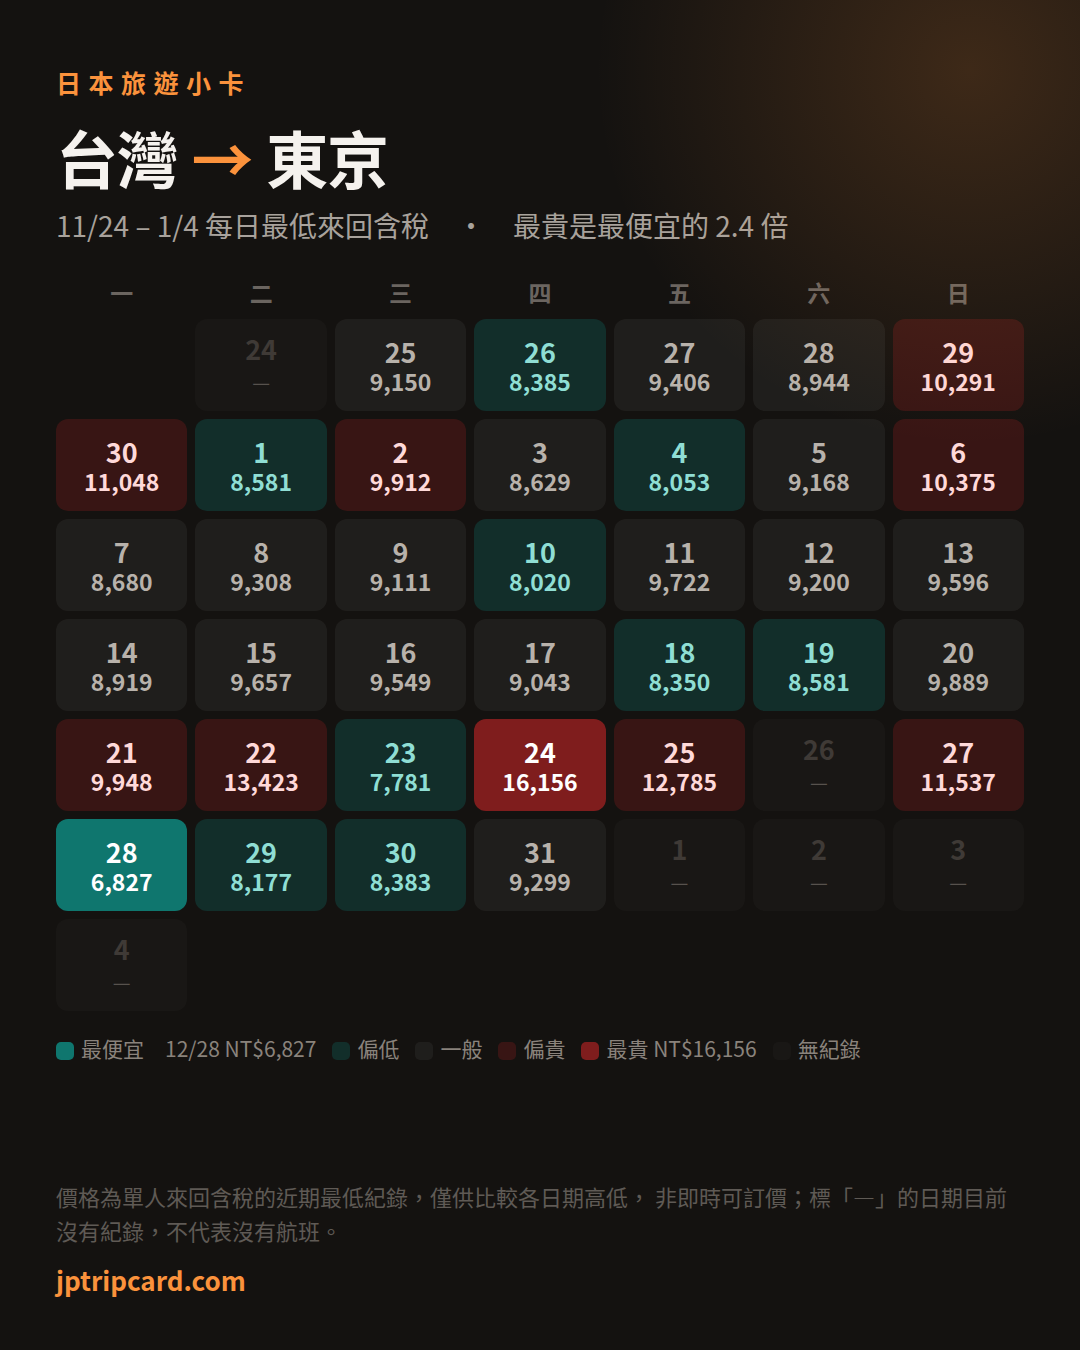 日本旅遊小卡
台灣 → 東京
11/24 – 1/4 每日最低來回含稅 ・ 最貴是最便宜的 2.4 倍
一 二 三 四 五 六 日
24 25 26 27 28 29
— 9,150 8,385 9,406 8,944 10,291
30 1 2 3 4 5 6
11,048 8,581 9,912 8,629 8,053 9,168 10,375
7 8 9 10 11 12 13
8,680 9,308 9,111 8,020 9,722 9,200 9,596
14 15 16 17 18 19 20
8,919 9,657 9,549 9,043 8,350 8,581 9,889
21 22 23 24 25 26 27
9,948 13,423 7,781 16,156 12,785 — 11,537
28 29 30 31 1 2 3
6,827 8,177 8,383 9,299 — — —
4
—
最便宜 12/28 NT$6,827 偏低 一般 偏貴 最貴 NT$16,156 無紀錄
價格為單人來回含稅的近期最低紀錄，僅供比較各日期高低， 非即時可訂價；標「—」的日期目前
沒有紀錄，不代表沒有航班。
jptripcard.com